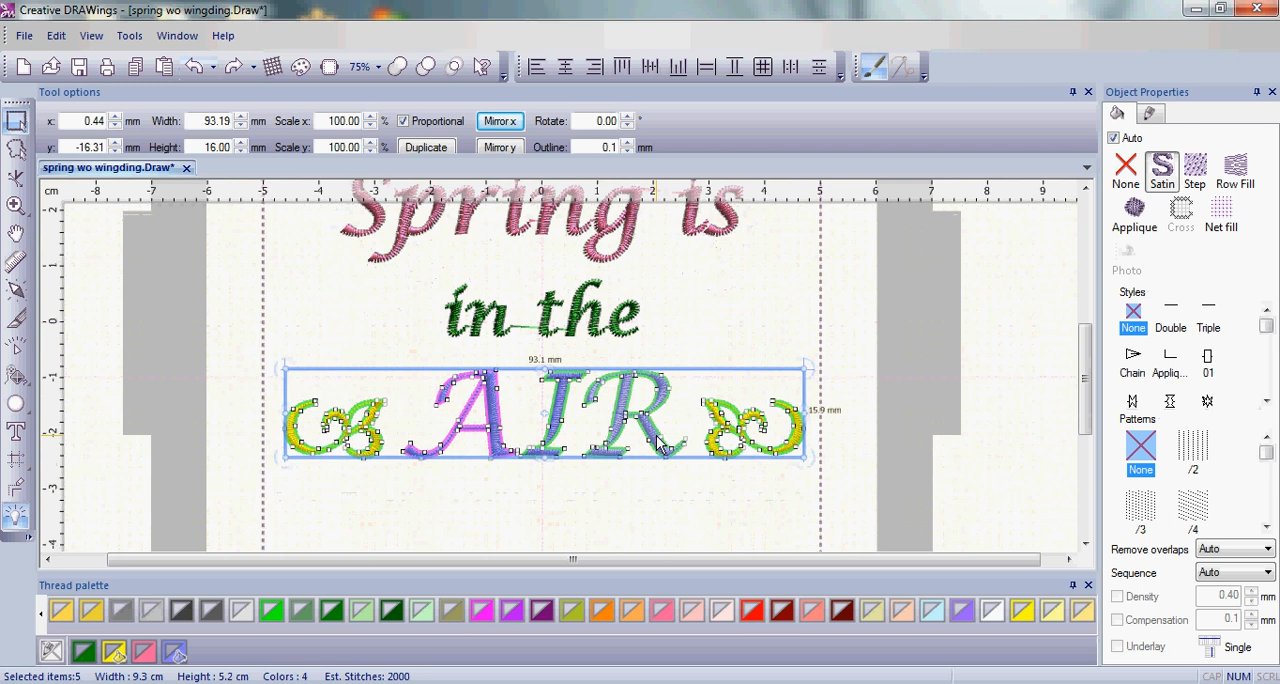 Creative DRAWings - [spring wo wingding.Draw*]
File Edit View Tools Window Help
75%
Tool options
x: 0.44 mm Width: 93.19 mm Scale x: 100.00 % Proportional Mirror x Rotate: 0.00 °
y: -16.31 mm Height: 16.00 mm Scale y: 100.00 % Duplicate Mirror y Outline: 0.1 mm
spring wo wingding.Draw*
cm -8 -7 -6 -5 -4 -3 -2 -1 0 1 2 3 4 5 6 7 8 9
2
1
0
-1
-2
-3
-4
Spring is
in the
93.1 mm
AIR
15.9 mm
Object Properties
Auto
None Satin Step Row Fill
Applique Cross Net fill
Photo
Styles
None Double Triple
Chain Appliq... 01
Patterns
None /2
/3 /4
Remove overlaps Auto
Sequence Auto
Density 0.40 mm
Compensation 0.1 mm
Underlay Single
Thread palette
Selected items:5 Width : 9.3 cm Height : 5.2 cm Colors : 4 Est. Stitches: 2000 CAP NUM SCRL